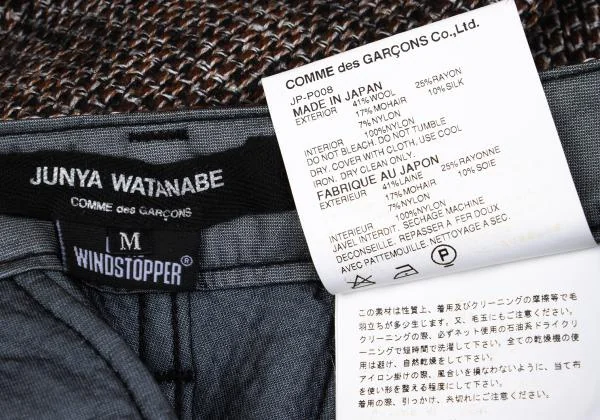 JUNYA WATANABE
COMME des GARÇONS
M
WINDSTOPPER®
COMME des GARÇONS Co.,Ltd.
JP-P008
MADE IN JAPAN
EXTERIOR 41%WOOL 25%RAYON
17%MOHAIR 10%SILK
7%NYLON
INTERIOR 100%NYLON
DO NOT BLEACH.DO NOT TUMBLE
DRY. COVER WITH CLOTH, USE COOL
IRON. DRY CLEAN ONLY.
FABRIQUE AU JAPON
EXTERIEUR 41%LAINE 25%RAYONNE
17%MOHAIR 10%SOIE
7%NYLON
INTERIEUR 100%NYLON
JAVEL INTERDIT. SECHAGE MACHINE
DECONSEILLE. REPASSER A FER DOUX
AVEC PATTEMOUILLE NETTOYAGE A SEC.
P
この素材は性質上、着用及びクリーニングの摩擦等で毛
羽立ちが多少生じます。又、毛玉にもご注意ください。
クリーニングの際、必ずネット使用の石油系ドライクリ
ーニングで短時間で洗濯して下さい。全ての乾燥機の使
用は避け、自然乾燥をして下さい。
アイロン掛けの際、風合いを損なわないように、当て布
を使い形を整える程度にして下さい。
着用の際、引っかけ、糸切れにご注意ください。